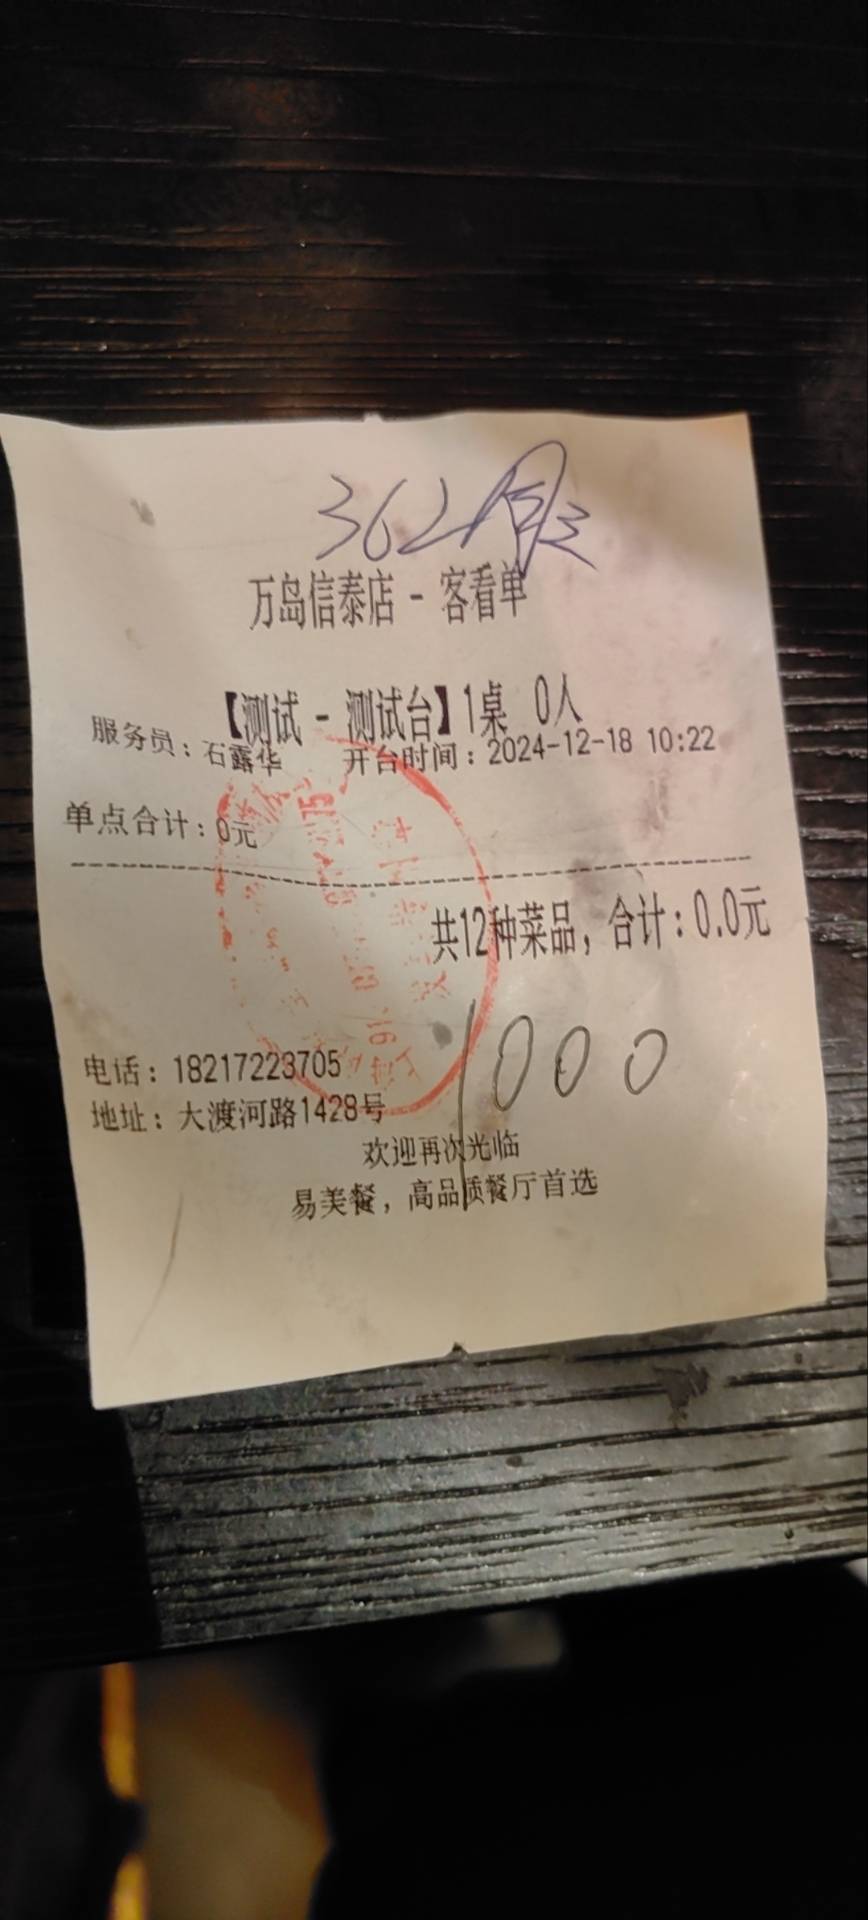 362
万岛信泰店 - 客看单
【测试 - 测试台】1桌 0人
服务员：石露华 开台时间：2024-12-18 10:22
单点合计：0元
共12种菜品，合计：0.0元
1000
电话：18217223705
地址：大渡河路1428号
欢迎再次光临
易美餐，高品质餐厅首选